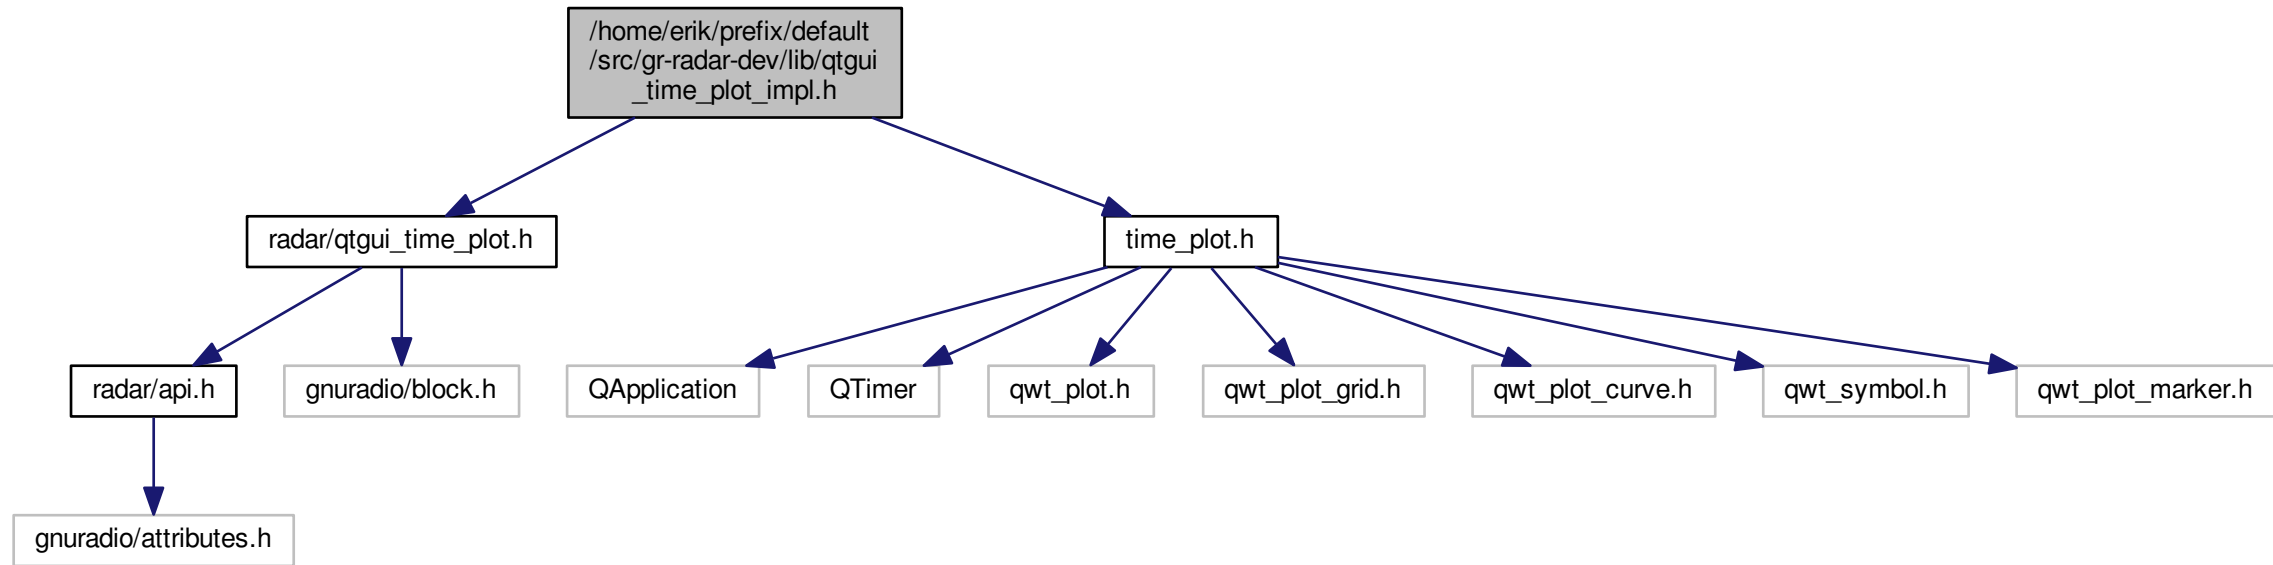 /home/erik/prefix/default
/src/gr-radar-dev/lib/qtgui
_time_plot_impl.h
radar/qtgui_time_plot.h
time_plot.h
radar/api.h
gnuradio/block.h
QApplication
QTimer
qwt_plot.h
qwt_plot_grid.h
qwt_plot_curve.h
qwt_symbol.h
qwt_plot_marker.h
gnuradio/attributes.h